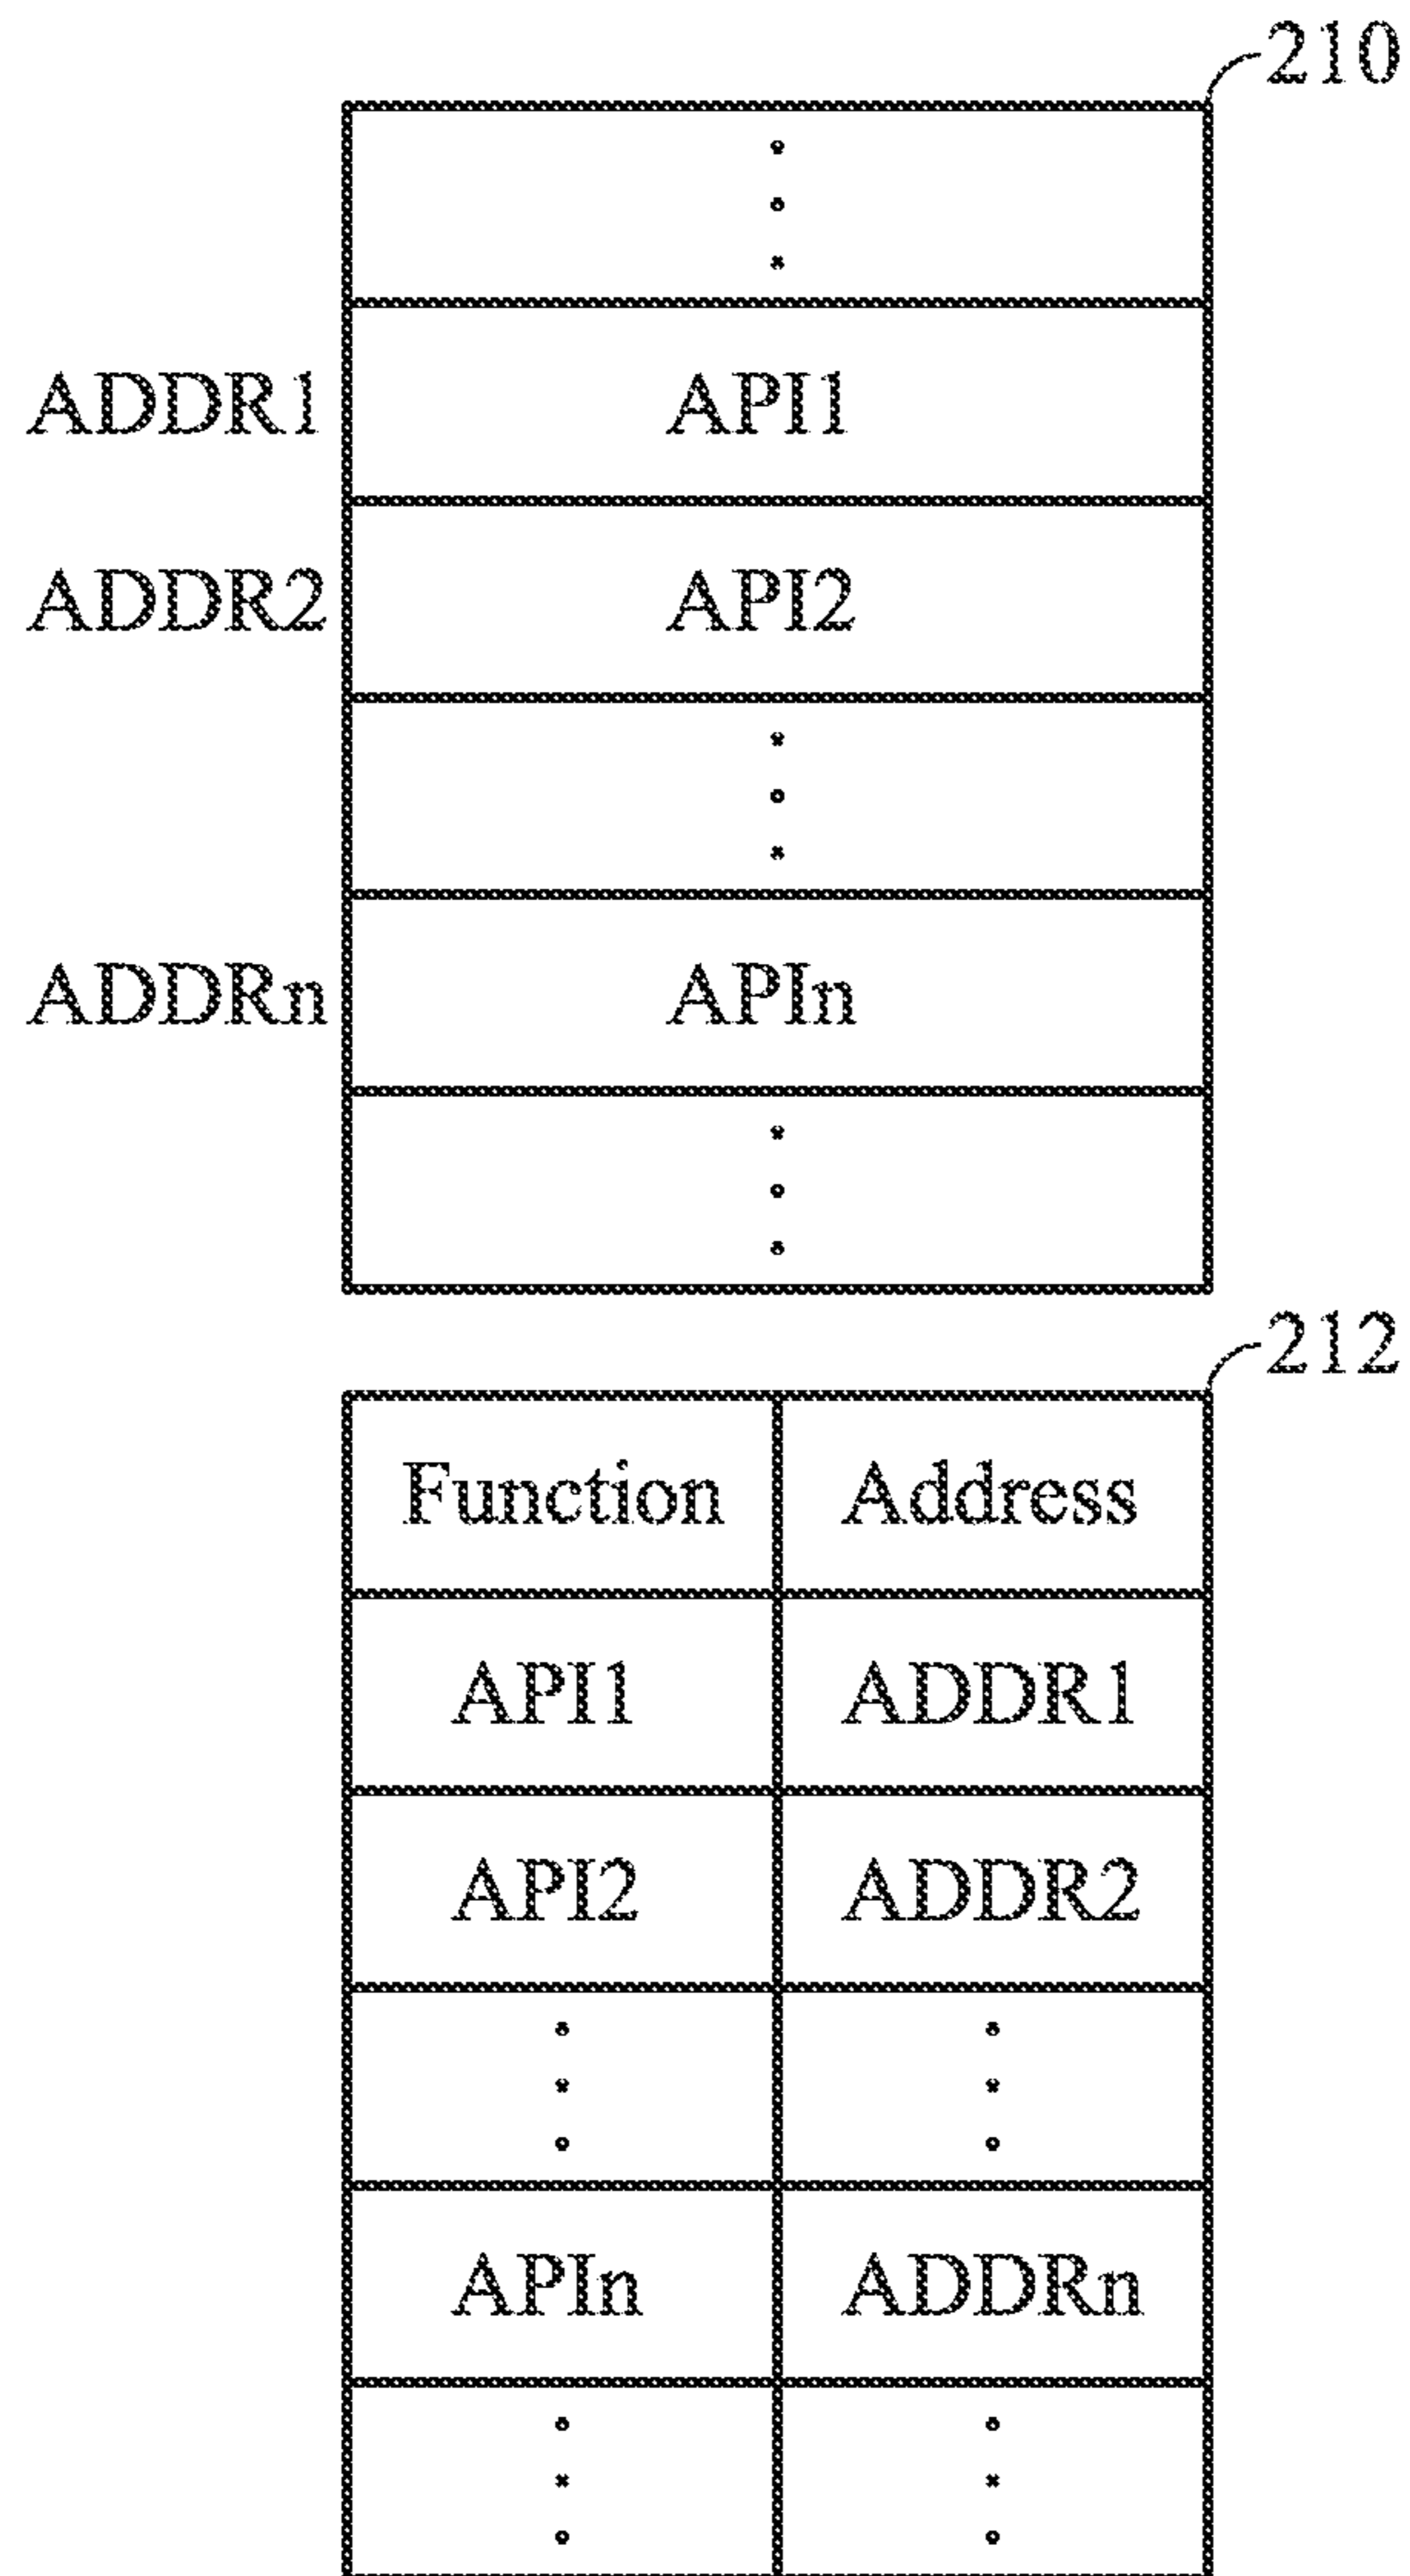 210
ADDR1 API1
ADDR2 API2
ADDRn APIn
212
Function Address
API1 ADDR1
API2 ADDR2
APIn ADDRn